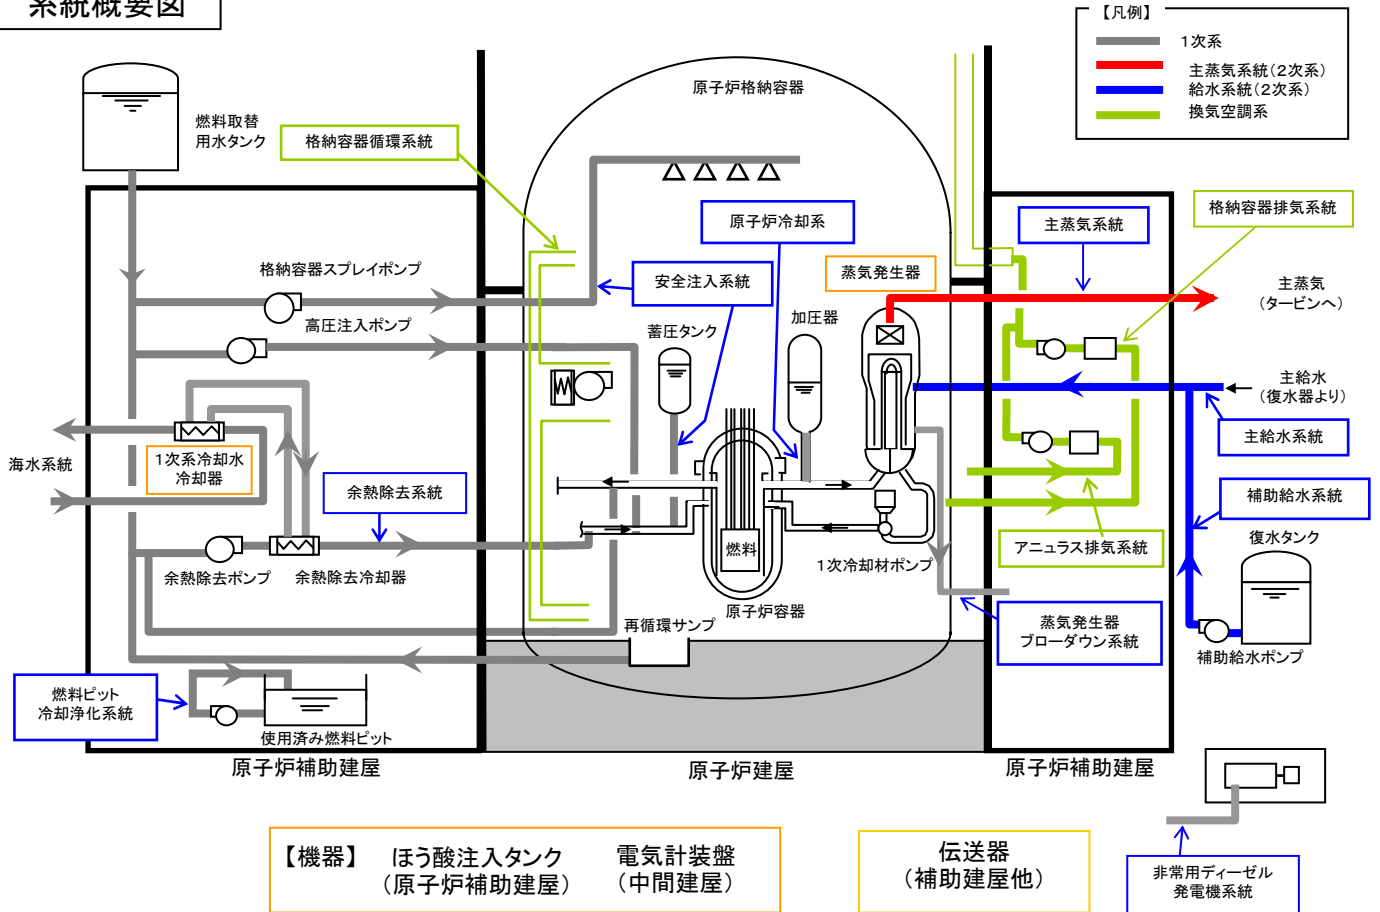 系統概要図
【凡例】
1次系
主蒸気系統(2次系)
給水系統(2次系)
換気空調系
燃料取替
用水タンク
格納容器循環系統
原子炉格納容器
原子炉冷却系
主蒸気系統
格納容器排気系統
格納容器スプレイポンプ
安全注入系統
蒸気発生器
主蒸気
(タービンへ)
高圧注入ポンプ
蓄圧タンク
加圧器
主給水
(復水器より)
海水系統
1次系冷却水
冷却器
主給水系統
余熱除去系統
補助給水系統
余熱除去ポンプ
余熱除去冷却器
燃料
1次冷却材ポンプ
アニュラス排気系統
復水タンク
原子炉容器
再循環サンプ
蒸気発生器
ブローダウン系統
補助給水ポンプ
燃料ピット
冷却浄化系統
使用済み燃料ピット
原子炉補助建屋
原子炉建屋
原子炉補助建屋
【機器】 ほう酸注入タンク 電気計装盤
(原子炉補助建屋) (中間建屋)
伝送器
(補助建屋他)
非常用ディーゼル
発電機系統